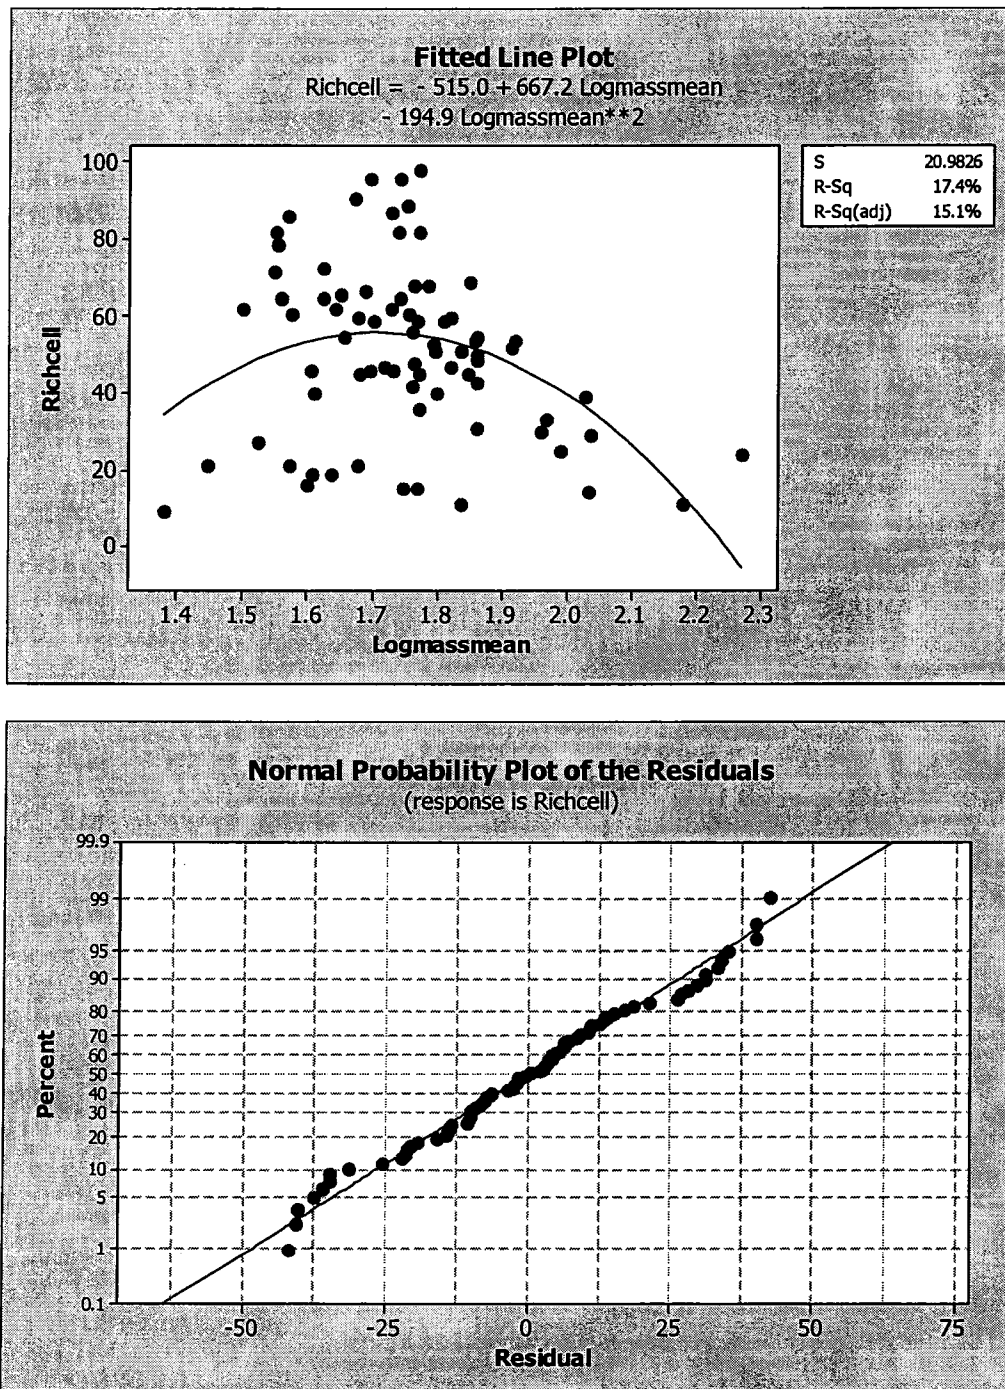 Fitted Line Plot
Richcell = - 515.0 + 667.2 Logmassmean
- 194.9 Logmassmean**2
S 20.9826
R-Sq 17.4%
R-Sq(adj) 15.1%
Richcell
100
80
60
40
20
0
1.4 1.5 1.6 1.7 1.8 1.9 2.0 2.1 2.2 2.3
Logmassmean
Normal Probability Plot of the Residuals
(response is Richcell)
Percent
99.9
99
95
90
80
70
60
50
40
30
20
10
5
1
0.1
-50 -25 0 25 50 75
Residual